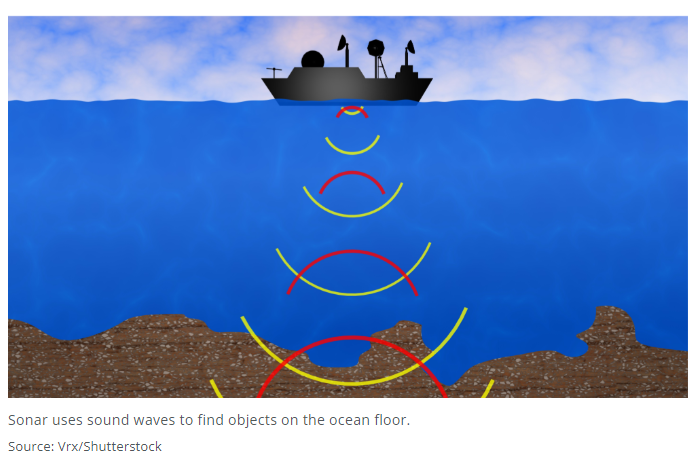 Sonar uses sound waves to find objects on the ocean floor.
Source: Vrx/Shutterstock